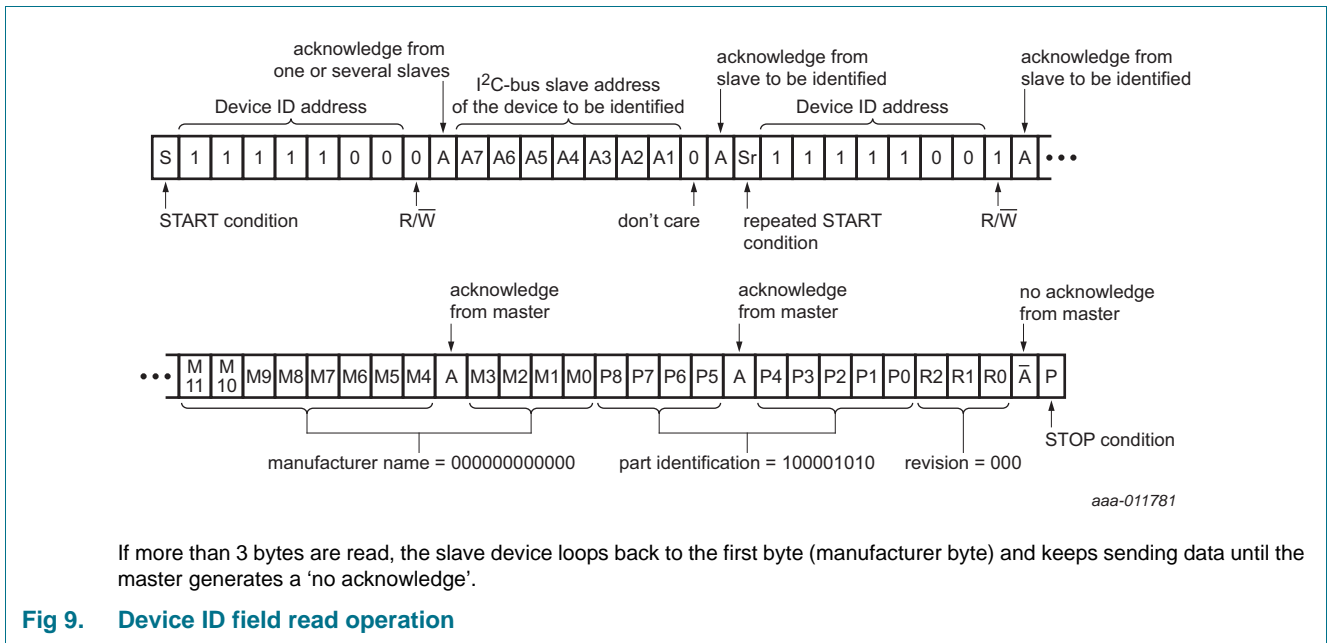 acknowledge from
one or several slaves
I2C-bus slave address
of the device to be identified
acknowledge from
slave to be identified
acknowledge from
slave to be identified
Device ID address
Device ID address
S 1 1 1 1 1 0 0 0 A A7 A6 A5 A4 A3 A2 A1 0 A Sr 1 1 1 1 1 0 0 1 A •••
START condition
R/W̅
don't care
repeated START
condition
R/W̅
acknowledge
from master
acknowledge
from master
no acknowledge
from master
••• M11 M10 M9 M8 M7 M6 M5 M4 A M3 M2 M1 M0 P8 P7 P6 P5 A P4 P3 P2 P1 P0 R2 R1 R0 A̅ P
STOP condition
manufacturer name = 000000000000
part identification = 100001010
revision = 000
aaa-011781
If more than 3 bytes are read, the slave device loops back to the first byte (manufacturer byte) and keeps sending data until the
master generates a ‘no acknowledge’.
Fig 9. Device ID field read operation